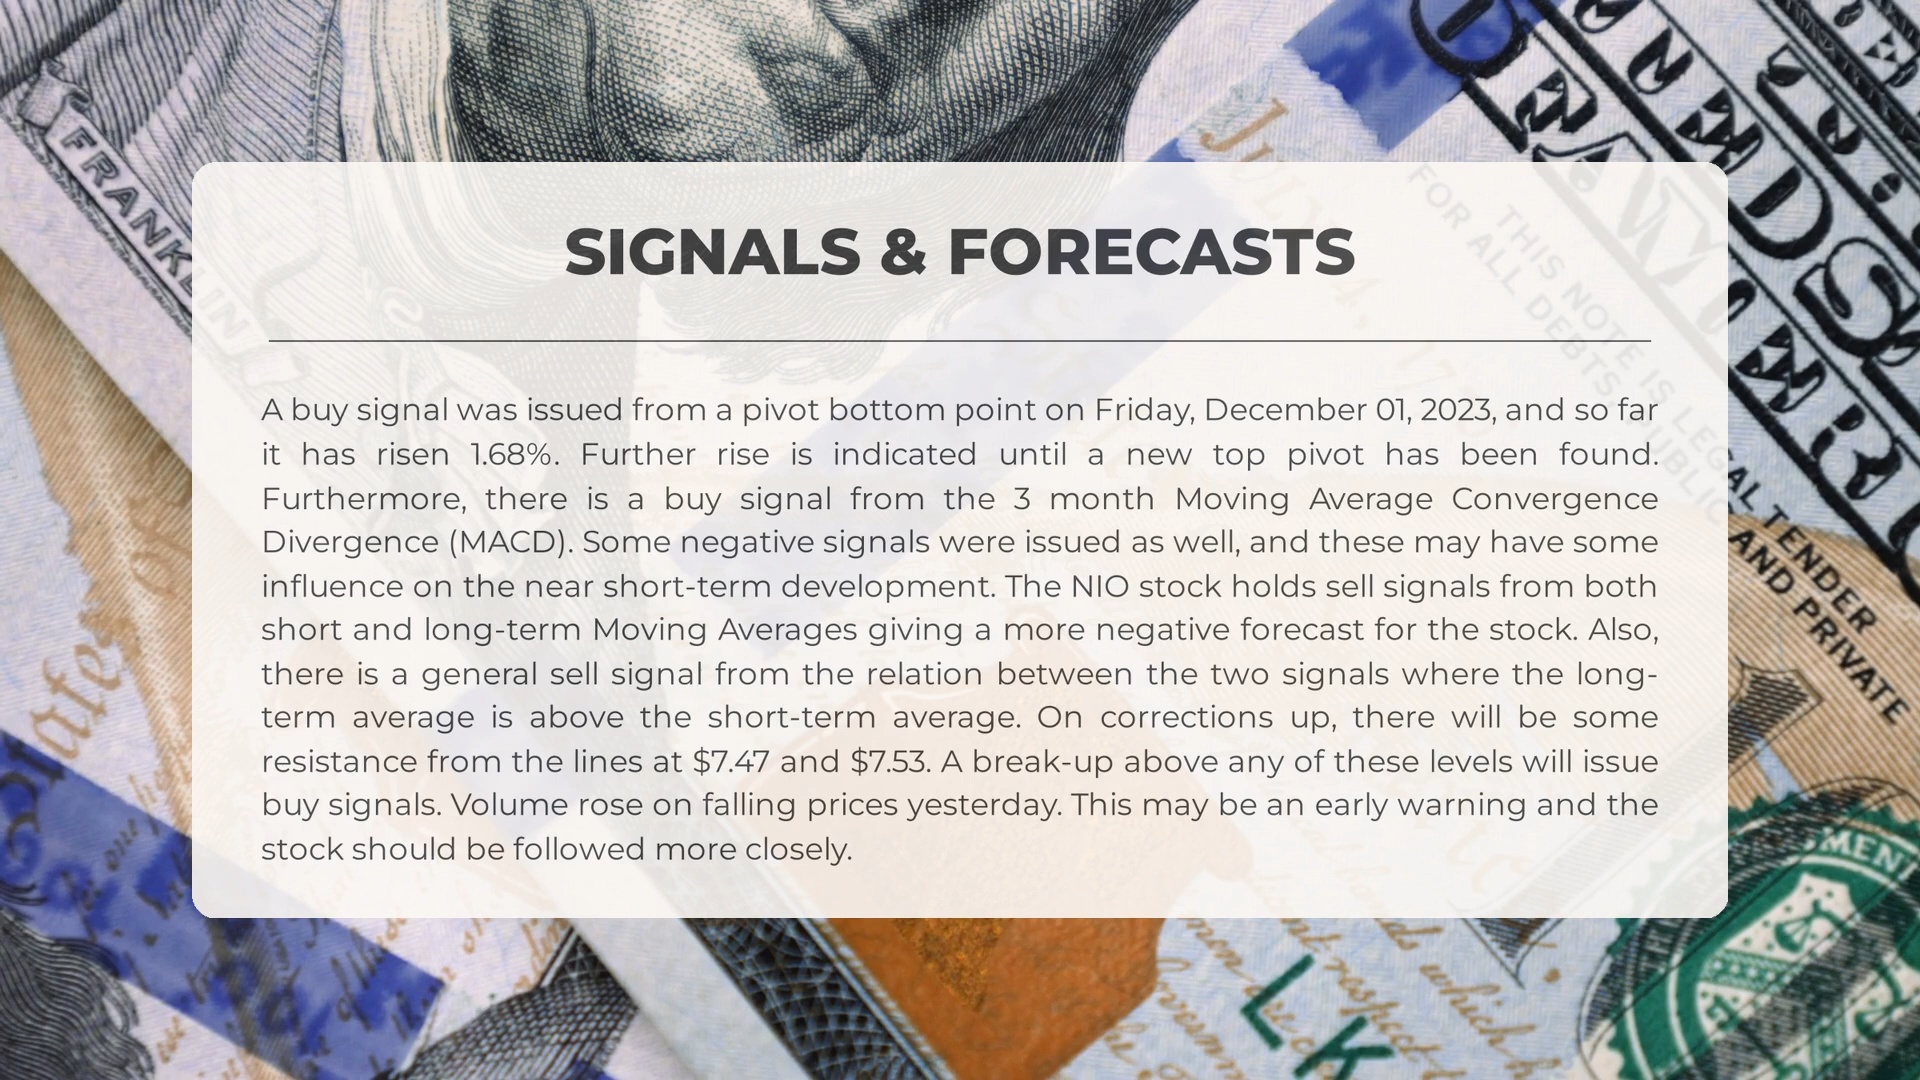 FRANKLIN
JULY 4, 17
THIS NOTE IS LEGAL TENDER
FOR ALL DEBTS PUBLIC AND PRIVATE
SIGNALS & FORECASTS
A buy signal was issued from a pivot bottom point on Friday, December 01, 2023, and so far
it has risen 1.68%. Further rise is indicated until a new top pivot has been found.
Furthermore, there is a buy signal from the 3 month Moving Average Convergence
Divergence (MACD). Some negative signals were issued as well, and these may have some
influence on the near short-term development. The NIO stock holds sell signals from both
short and long-term Moving Averages giving a more negative forecast for the stock. Also,
there is a general sell signal from the relation between the two signals where the long-
term average is above the short-term average. On corrections up, there will be some
resistance from the lines at $7.47 and $7.53. A break-up above any of these levels will issue
buy signals. Volume rose on falling prices yesterday. This may be an early warning and the
stock should be followed more closely.
L K